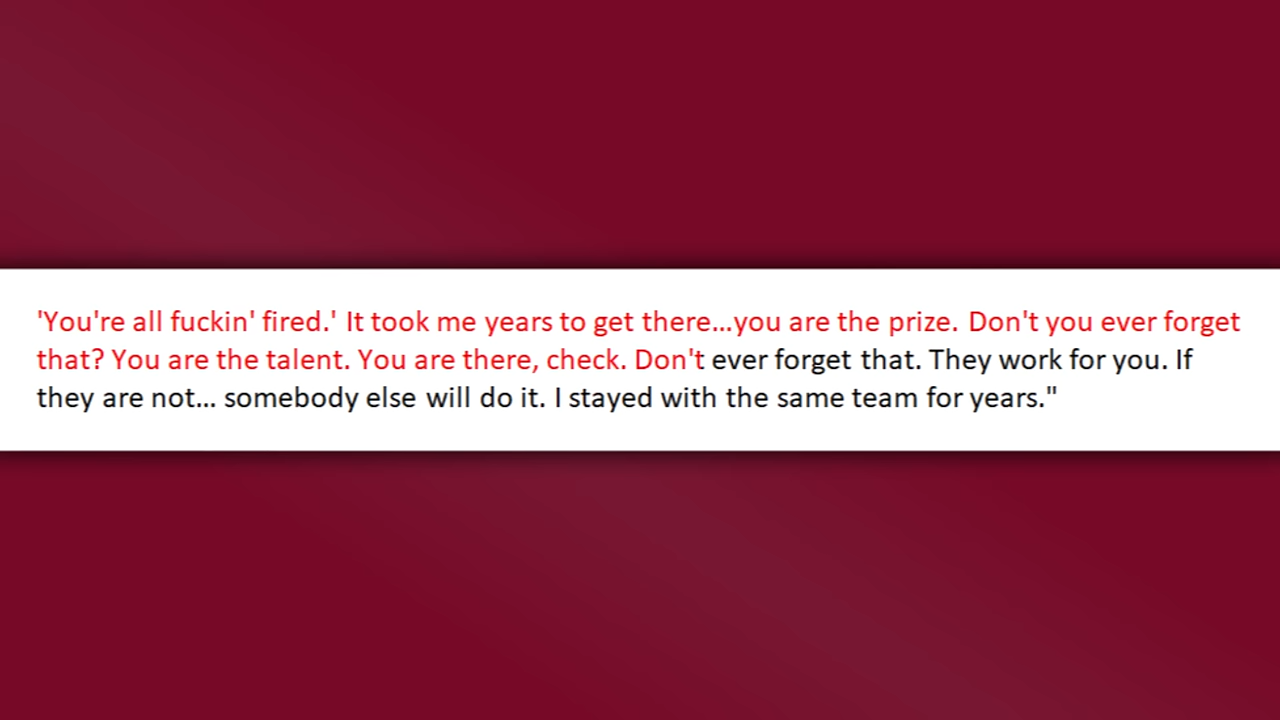 'You're all fuckin' fired.' It took me years to get there...you are the prize. Don't you ever forget
that? You are the talent. You are there, check. Don't ever forget that. They work for you. If
they are not... somebody else will do it. I stayed with the same team for years."